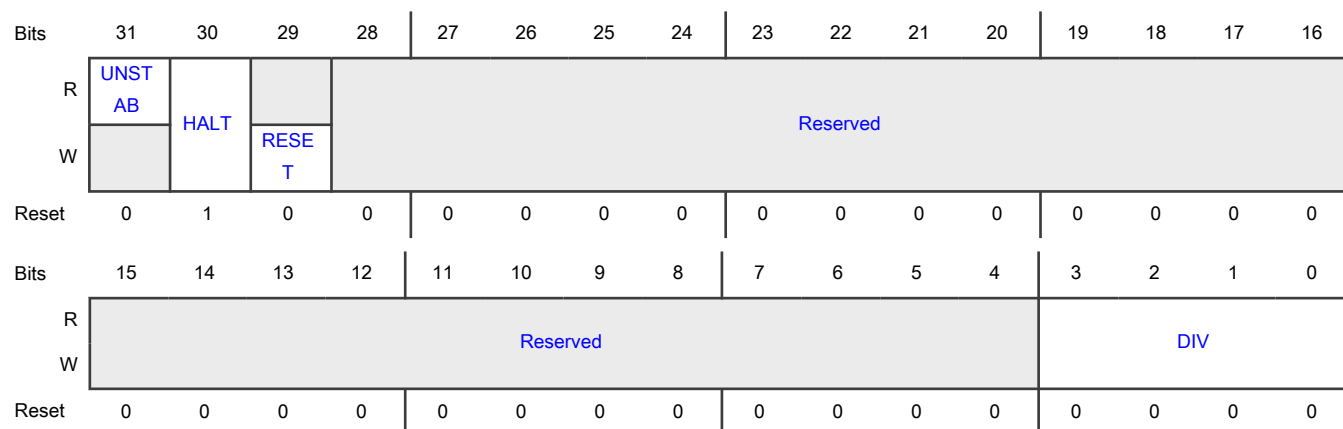 Bits 31 30 29 28 27 26 25 24 23 22 21 20 19 18 17 16
R UNST
AB
HALT Reserved
W RESE
T
Reset 0 1 0 0 0 0 0 0 0 0 0 0 0 0 0 0
Bits 15 14 13 12 11 10 9 8 7 6 5 4 3 2 1 0
R
Reserved DIV
W
Reset 0 0 0 0 0 0 0 0 0 0 0 0 0 0 0 0